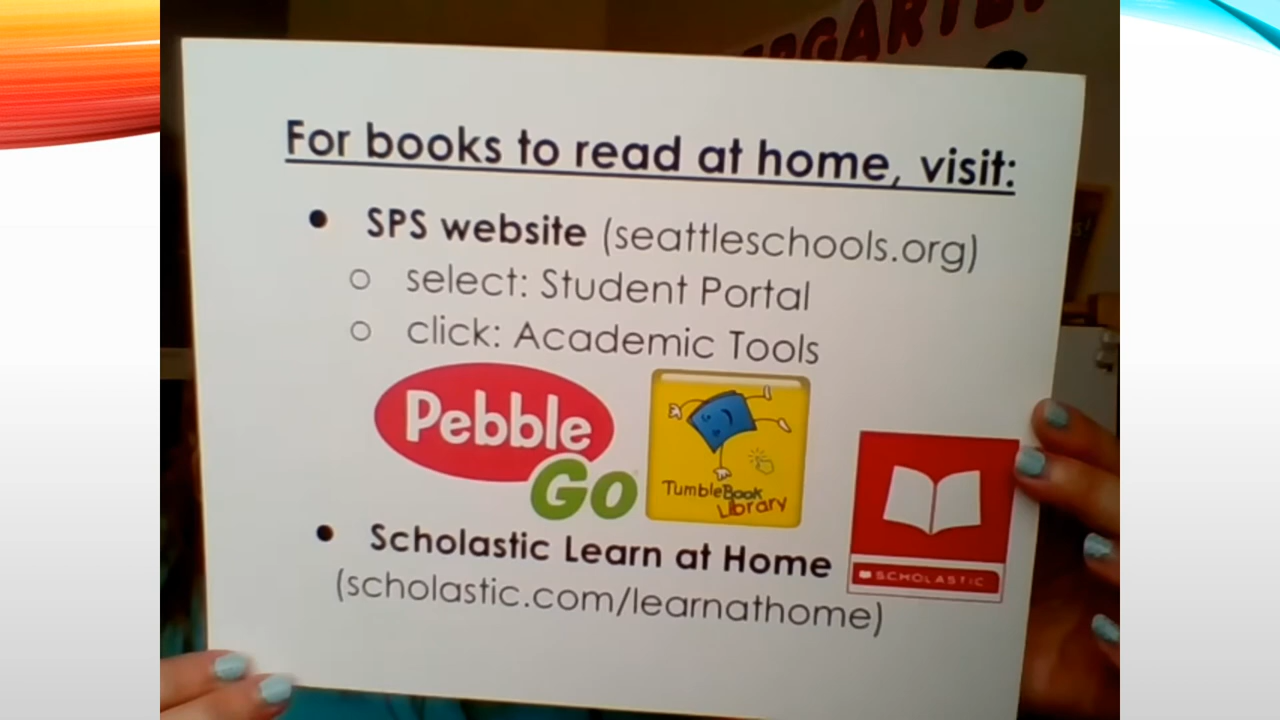 For books to read at home, visit:
SPS website (seattleschools.org)
select: Student Portal
click: Academic Tools
Pebble
GO
TumbleBook
Library
SCHOLASTIC
Scholastic Learn at Home
(scholastic.com/learnathome)